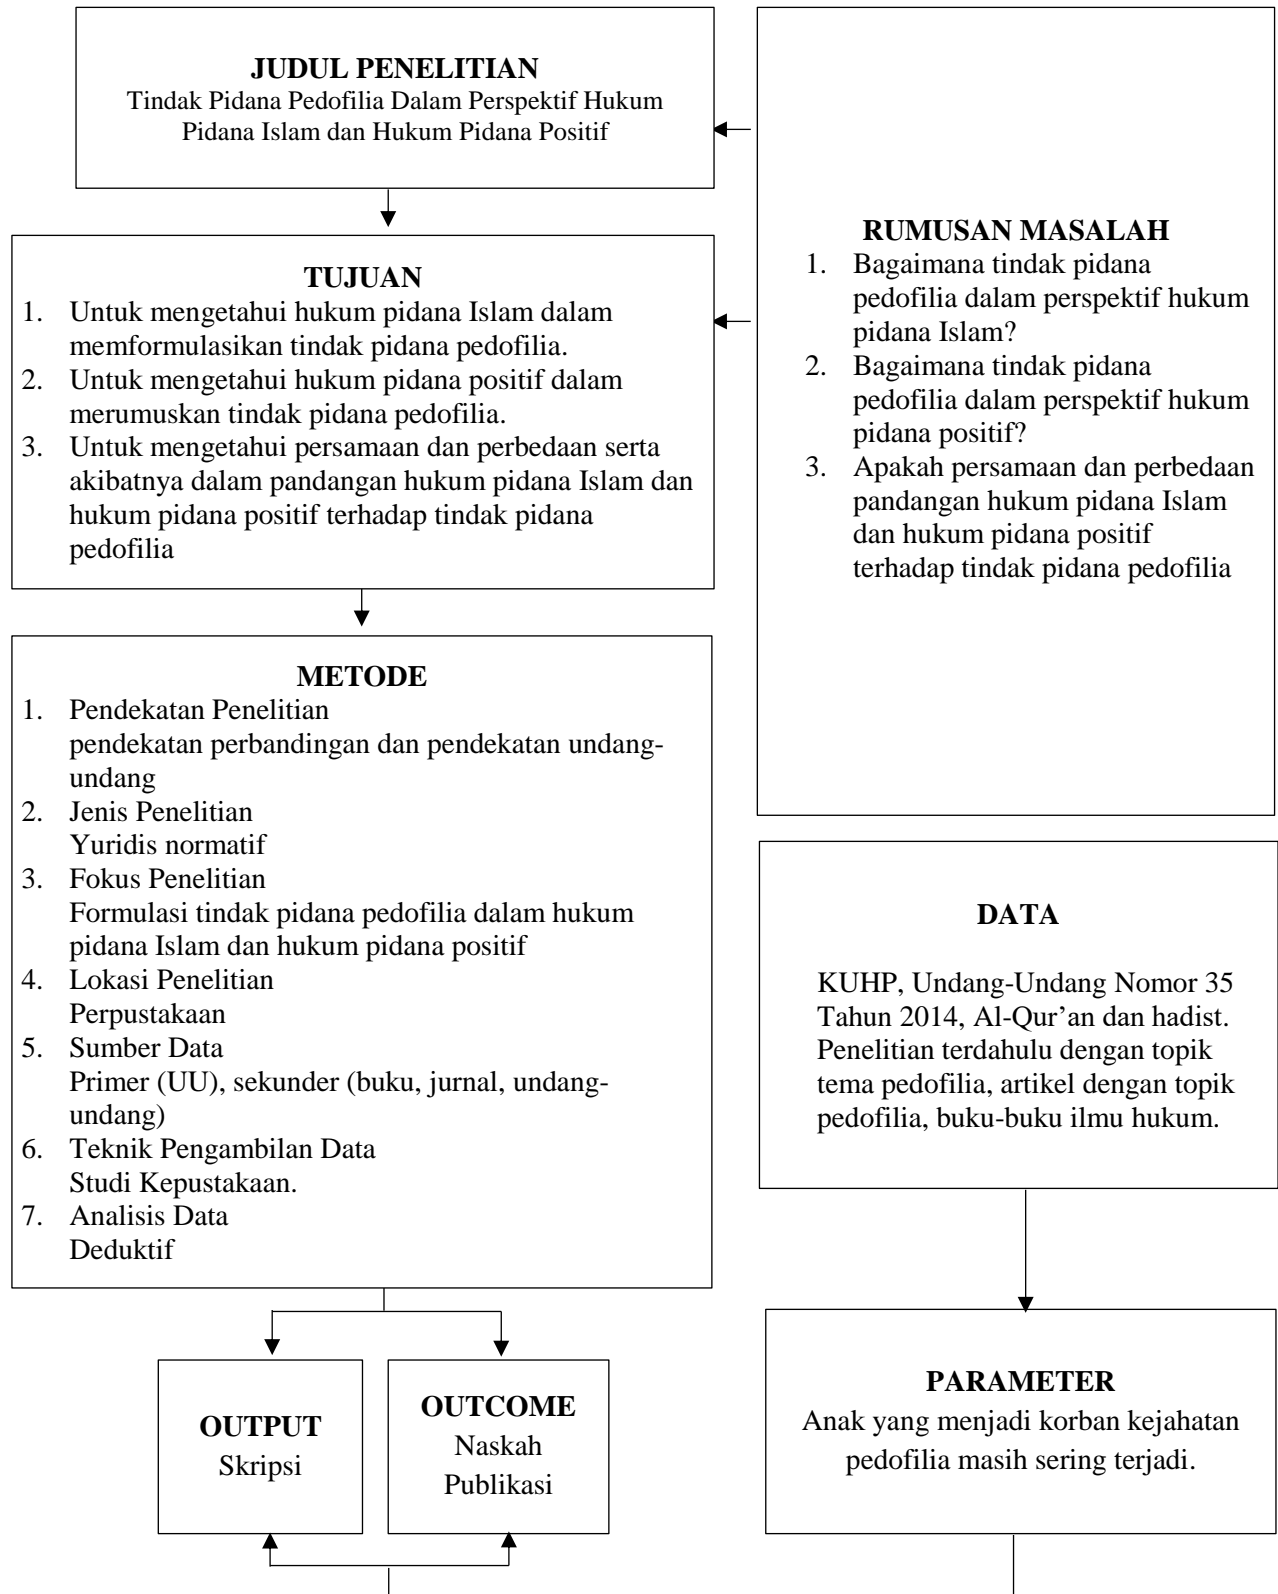 JUDUL PENELITIAN
Tindak Pidana Pedofilia Dalam Perspektif Hukum
Pidana Islam dan Hukum Pidana Positif
TUJUAN
1. Untuk mengetahui hukum pidana Islam dalam
memformulasikan tindak pidana pedofilia.
2. Untuk mengetahui hukum pidana positif dalam
merumuskan tindak pidana pedofilia.
3. Untuk mengetahui persamaan dan perbedaan serta
akibatnya dalam pandangan hukum pidana Islam dan
hukum pidana positif terhadap tindak pidana
pedofilia
METODE
1. Pendekatan Penelitian
pendekatan perbandingan dan pendekatan undang-
undang
2. Jenis Penelitian
Yuridis normatif
3. Fokus Penelitian
Formulasi tindak pidana pedofilia dalam hukum
pidana Islam dan hukum pidana positif
4. Lokasi Penelitian
Perpustakaan
5. Sumber Data
Primer (UU), sekunder (buku, jurnal, undang-
undang)
6. Teknik Pengambilan Data
Studi Kepustakaan.
7. Analisis Data
Deduktif
OUTPUT
Skripsi
OUTCOME
Naskah
Publikasi
RUMUSAN MASALAH
1. Bagaimana tindak pidana
pedofilia dalam perspektif hukum
pidana Islam?
2. Bagaimana tindak pidana
pedofilia dalam perspektif hukum
pidana positif?
3. Apakah persamaan dan perbedaan
pandangan hukum pidana Islam
dan hukum pidana positif
terhadap tindak pidana pedofilia
DATA
KUHP, Undang-Undang Nomor 35
Tahun 2014, Al-Qur’an dan hadist.
Penelitian terdahulu dengan topik
tema pedofilia, artikel dengan topik
pedofilia, buku-buku ilmu hukum.
PARAMETER
Anak yang menjadi korban kejahatan
pedofilia masih sering terjadi.